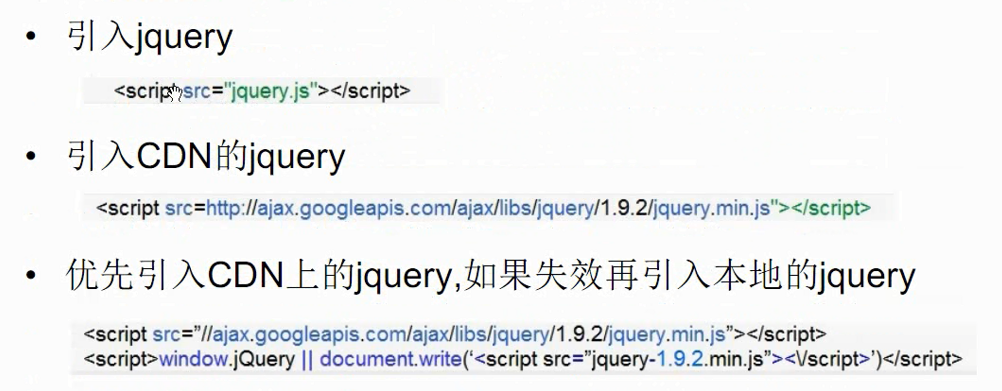 • 引入jquery
<script src="jquery.js"></script>
• 引入CDN的jquery
<script src=http://ajax.googleapis.com/ajax/libs/jquery/1.9.2/jquery.min.js"></script>
• 优先引入CDN上的jquery,如果失效再引入本地的jquery
<script src=”//ajax.googleapis.com/ajax/libs/jquery/1.9.2/jquery.min.js”></script>
<script>window.jQuery || document.write(‘<script src=”jquery-1.9.2.min.js”><\/script>’)</script>